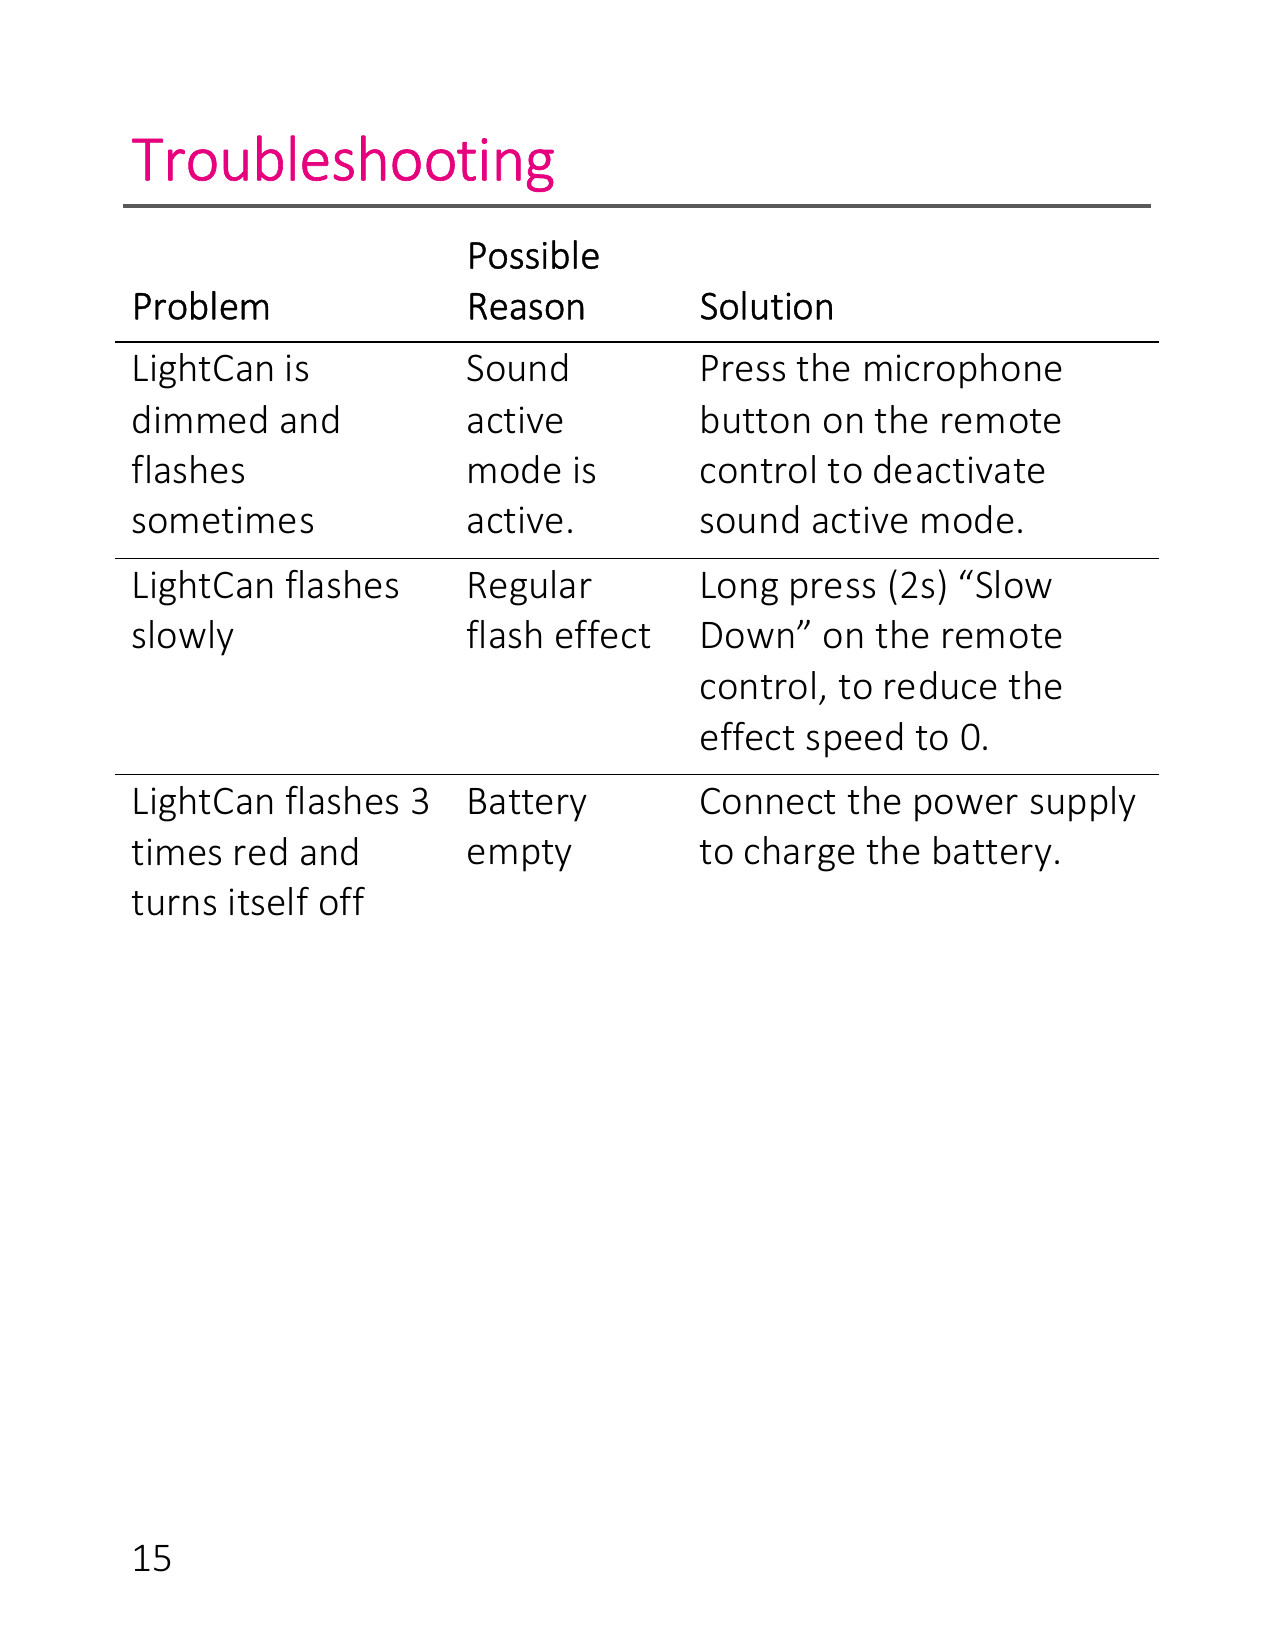 Troubleshooting
Problem
Possible
Reason
Solution
LightCan is
dimmed and
flashes
sometimes
Sound
active
mode is
active.
Press the microphone
button on the remote
control to deactivate
sound active mode.
LightCan flashes
slowly
Regular
flash effect
Long press (2s) “Slow
Down” on the remote
control, to reduce the
effect speed to 0.
LightCan flashes 3
times red and
turns itself off
Battery
empty
Connect the power supply
to charge the battery.
15